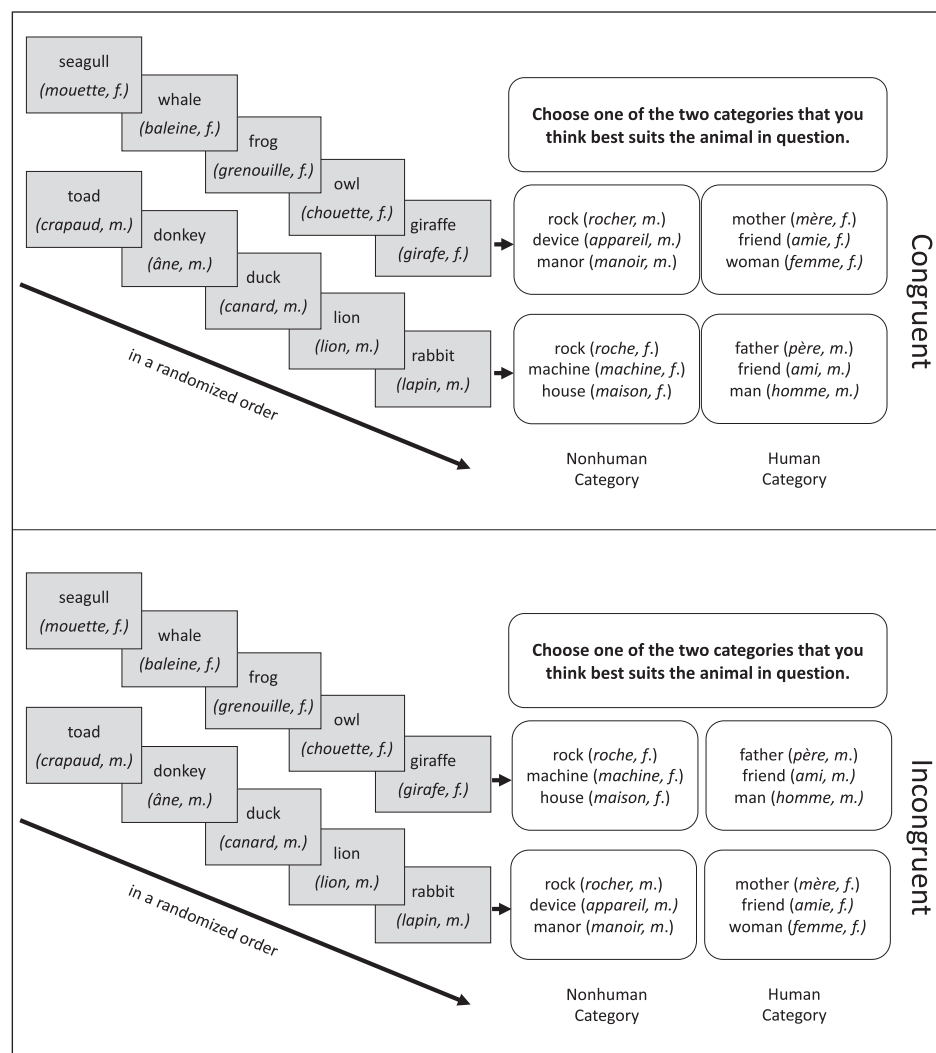 seagull
(mouette, f.)
whale
(baleine, f.)
frog
(grenouille, f.)
owl
(chouette, f.)
giraffe
(girafe, f.)
toad
(crapaud, m.)
donkey
(âne, m.)
duck
(canard, m.)
lion
(lion, m.)
rabbit
(lapin, m.)
in a randomized order
Choose one of the two categories that you
think best suits the animal in question.
rock (rocher, m.)
device (appareil, m.)
manor (manoir, m.)
mother (mère, f.)
friend (amie, f.)
woman (femme, f.)
rock (roche, f.)
machine (machine, f.)
house (maison, f.)
father (père, m.)
friend (ami, m.)
man (homme, m.)
Nonhuman
Category
Human
Category
Congruent
seagull
(mouette, f.)
whale
(baleine, f.)
frog
(grenouille, f.)
owl
(chouette, f.)
giraffe
(girafe, f.)
toad
(crapaud, m.)
donkey
(âne, m.)
duck
(canard, m.)
lion
(lion, m.)
rabbit
(lapin, m.)
in a randomized order
Choose one of the two categories that you
think best suits the animal in question.
rock (roche, f.)
machine (machine, f.)
house (maison, f.)
father (père, m.)
friend (ami, m.)
man (homme, m.)
rock (rocher, m.)
device (appareil, m.)
manor (manoir, m.)
mother (mère, f.)
friend (amie, f.)
woman (femme, f.)
Nonhuman
Category
Human
Category
Incongruent